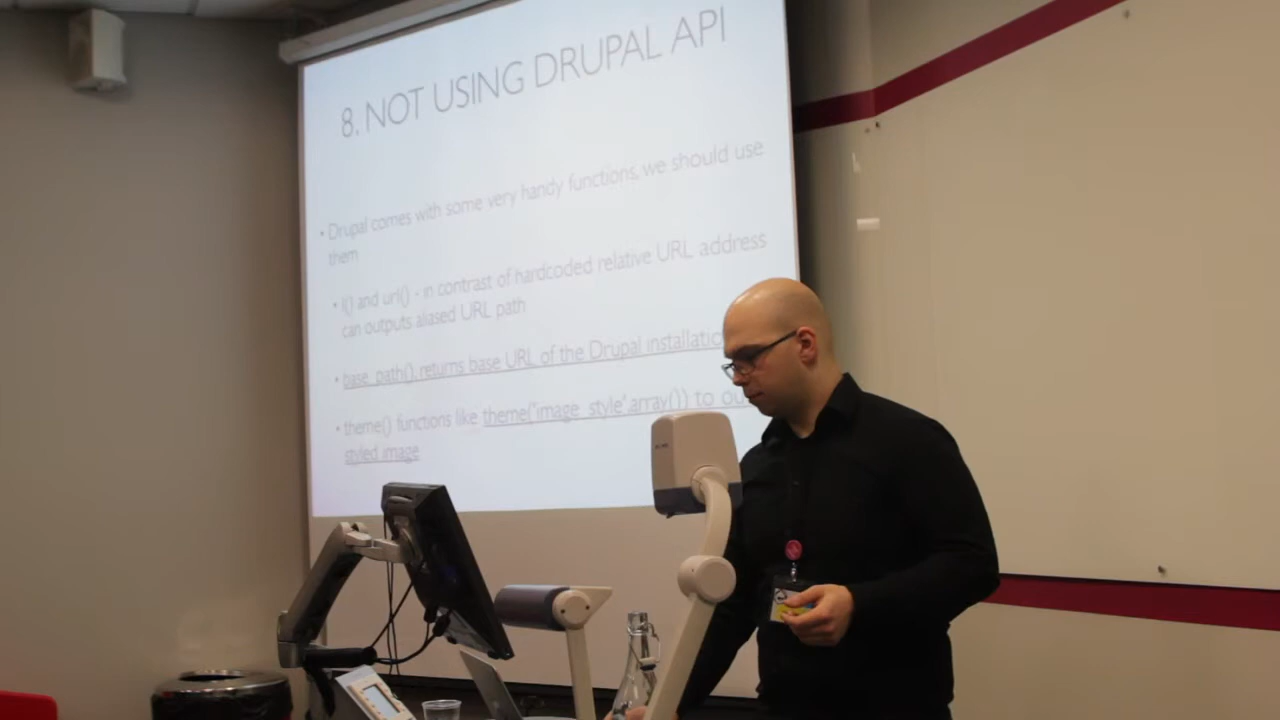 8. NOT USING DRUPAL API
• Drupal comes with some very handy functions, we should use
them
• l() and url() - in contrast of hardcoded relative URL address
can outputs aliased URL path
• base_path(), returns base URL of the Drupal
• theme() functions like theme('image_style',array()) to
styled image